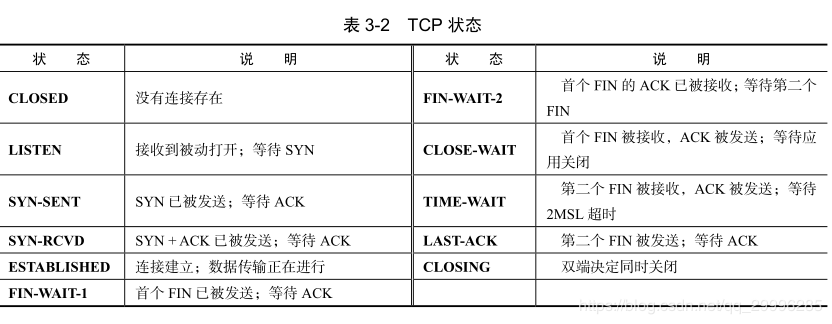 表 3-2 TCP 状态
状 态 说 明 状 态 说 明
CLOSED 没有连接存在 FIN-WAIT-2 首个 FIN 的 ACK 已被接收；等待第二个
FIN
LISTEN 接收到被动打开；等待 SYN CLOSE-WAIT 首个 FIN 被接收，ACK 被发送；等待应
用关闭
SYN-SENT SYN 已被发送；等待 ACK TIME-WAIT 第二个 FIN 被接收，ACK 被发送；等待
2MSL 超时
SYN-RCVD SYN + ACK 已被发送；等待 ACK LAST-ACK 第二个 FIN 被发送；等待 ACK
ESTABLISHED 连接建立；数据传输正在进行 CLOSING 双端决定同时关闭
FIN-WAIT-1 首个 FIN 已被发送；等待 ACK